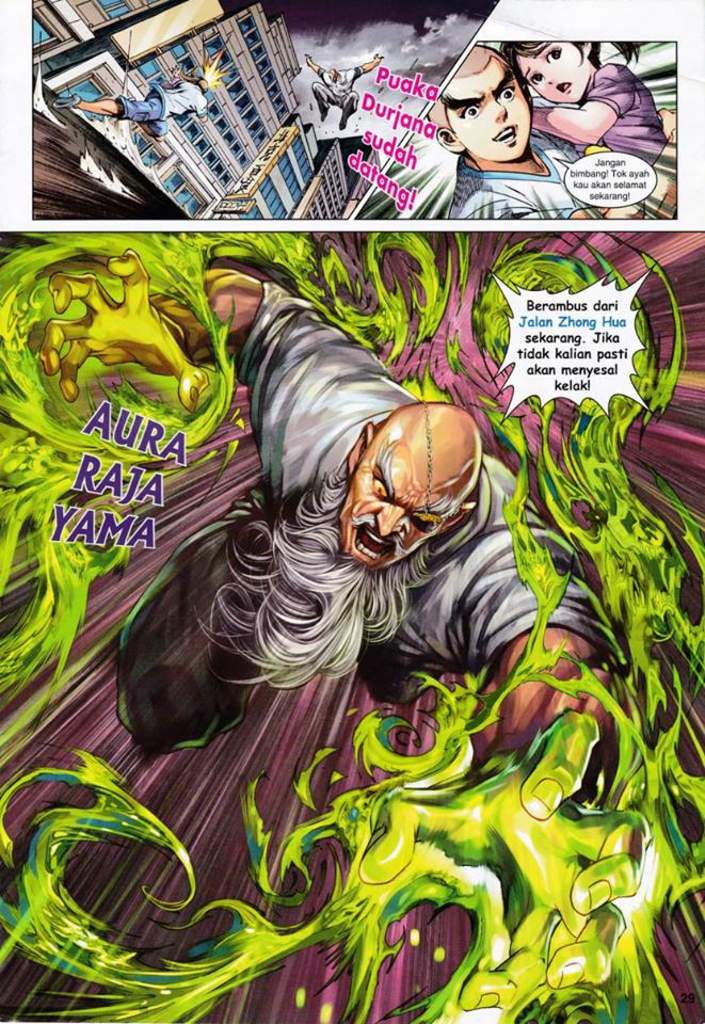 Puaka
Durjana
sudah
datang!
Jangan
bimbang! Tok ayah
kau akan selamat
sekarang!
Berambus dari
Jalan Zhong Hua
sekarang. Jika
tidak kalian pasti
akan menyesal
kelak!
AURA
RAJA
YAMA
29